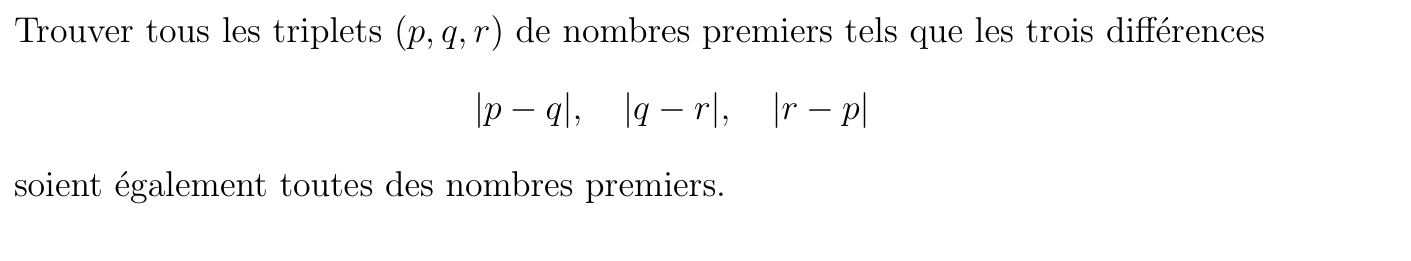 Trouver tous les triplets (p, q, r) de nombres premiers tels que les trois différences
|p − q|, |q − r|, |r − p|
soient également toutes des nombres premiers.